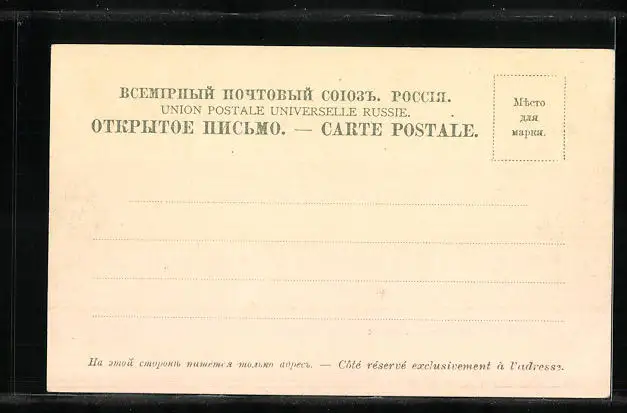 ВСЕМІРНЫЙ ПОЧТОВЫЙ СОЮЗЪ. РОССІЯ.
UNION POSTALE UNIVERSELLE RUSSIE.
ОТКРЫТОЕ ПИСЬМО. — CARTE POSTALE.
Мѣсто
для
марки.
На этой сторонѣ пишется только адресъ. — Côté réservé exclusivement à l'adresse.